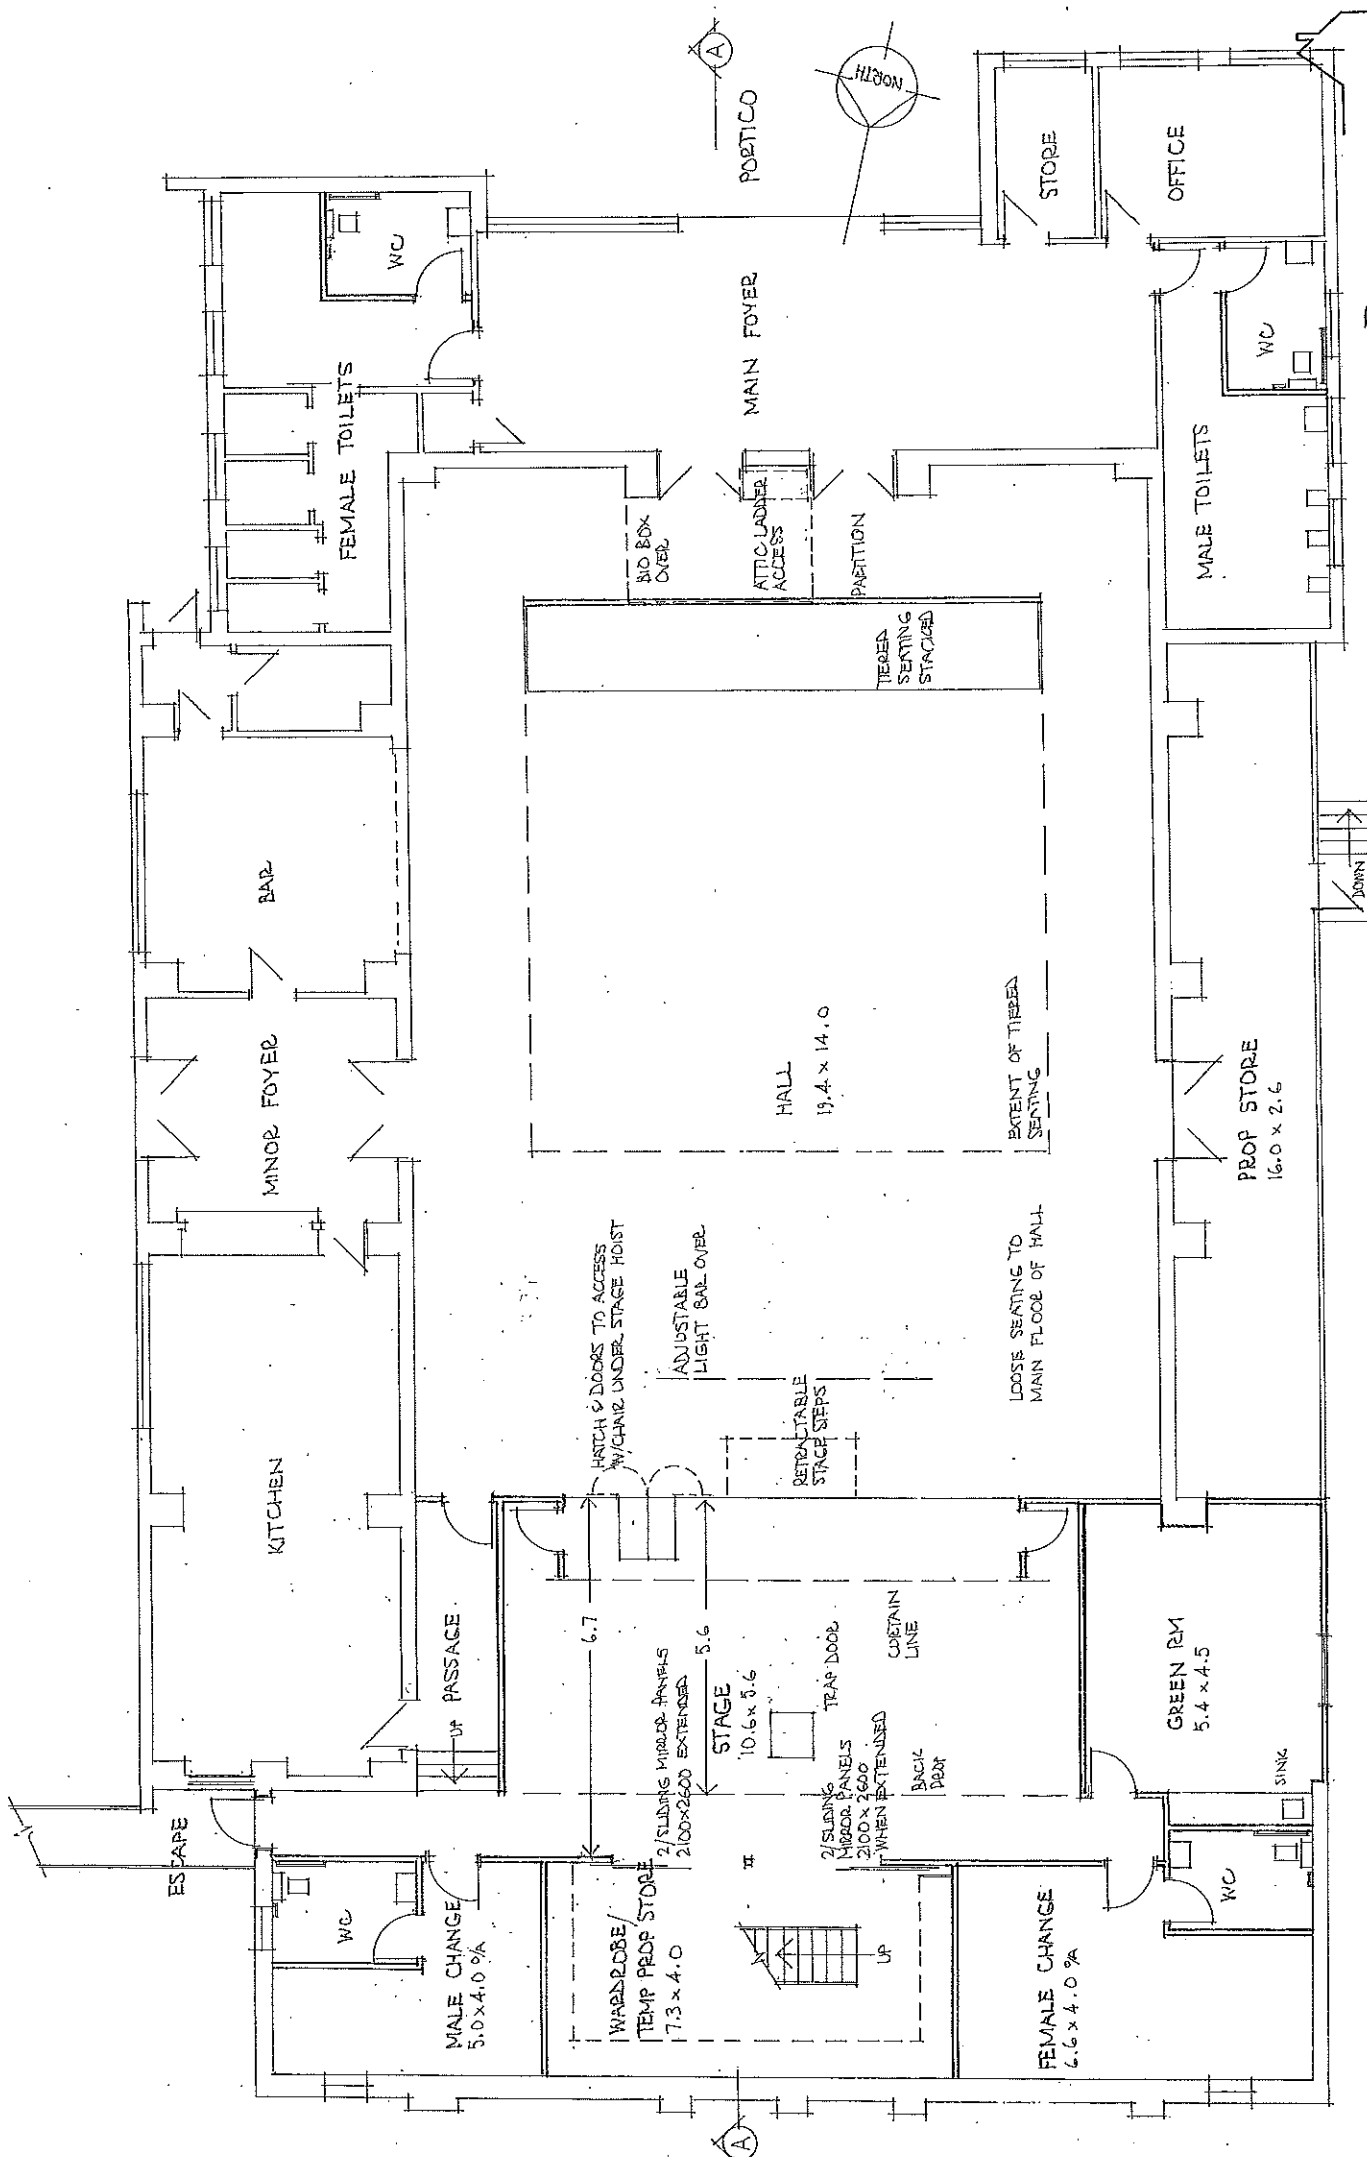 A
NORTH
PORTICO
STORE
OFFICE
WC
FEMALE TOILETS
MAIN FOYER
WC
MALE TOILETS
BIO BOX
OVER
ATTIC LADDER
ACCESS
PARTITION
TIERED
SEATING
STACKED
BAR
MINOR FOYER
HALL
19.4 x 14.0
EXTENT OF TIERED
SEATING
PROP STORE
16.0 x 2.6
DOWN
HATCH & DOORS TO ACCESS
W/CHAIR UNDER STAGE HOIST
ADJUSTABLE
LIGHT BAR OVER
LOOSE SEATING TO
MAIN FLOOR OF HALL
RETRACTABLE
STAGE STEPS
KITCHEN
PASSAGE
UP
6.7
5.6
2/SLIDING MIRROR PANELS
2100x2600 EXTENDED
STAGE
10.6 x 5.6
TRAP DOOR
CURTAIN
LINE
2/SLIDING
MIRROR PANELS
2100 x 2600
WHEN EXTENDED
BACK
DROP
GREEN RM
5.4 x 4.5
SINK
ESCAPE
WC
MALE CHANGE
5.0 x 4.0 %A
WARDROBE/
TEMP PROP STORE
7.3 x 4.0
UP
FEMALE CHANGE
6.6 x 4.0 %A
WC
A